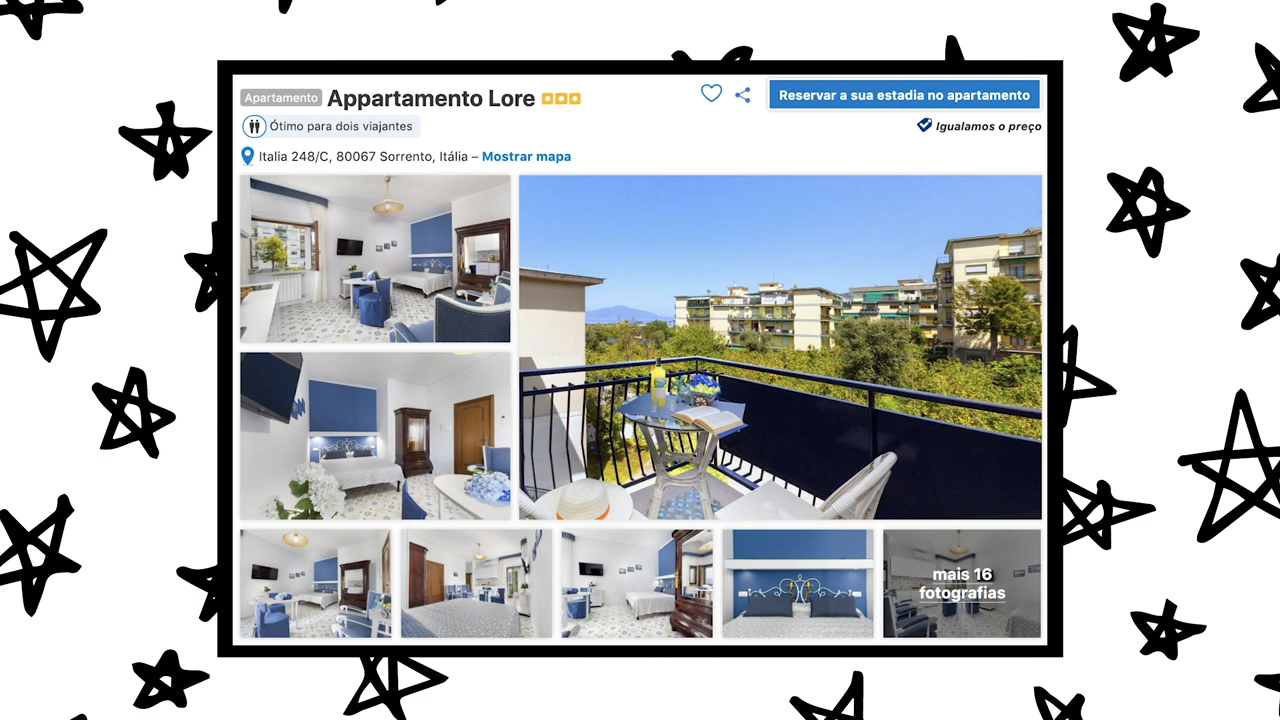 Apartamento Appartamento Lore
Reservar a sua estadia no apartamento
Ótimo para dois viajantes
Igualamos o preço
Italia 248/C, 80067 Sorrento, Itália – Mostrar mapa
mais 16
fotografias